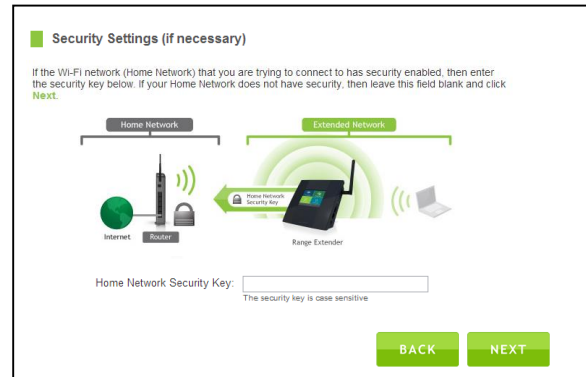 Security Settings (if necessary)
If the Wi-Fi network (Home Network) that you are trying to connect to has security enabled, then enter
the security key below. If your Home Network does not have security, then leave this field blank and click
Next.
Home Network
Extended Network
Home Network
Security Key
Internet
Router
Range Extender
Home Network Security Key:
The security key is case sensitive
BACK
NEXT